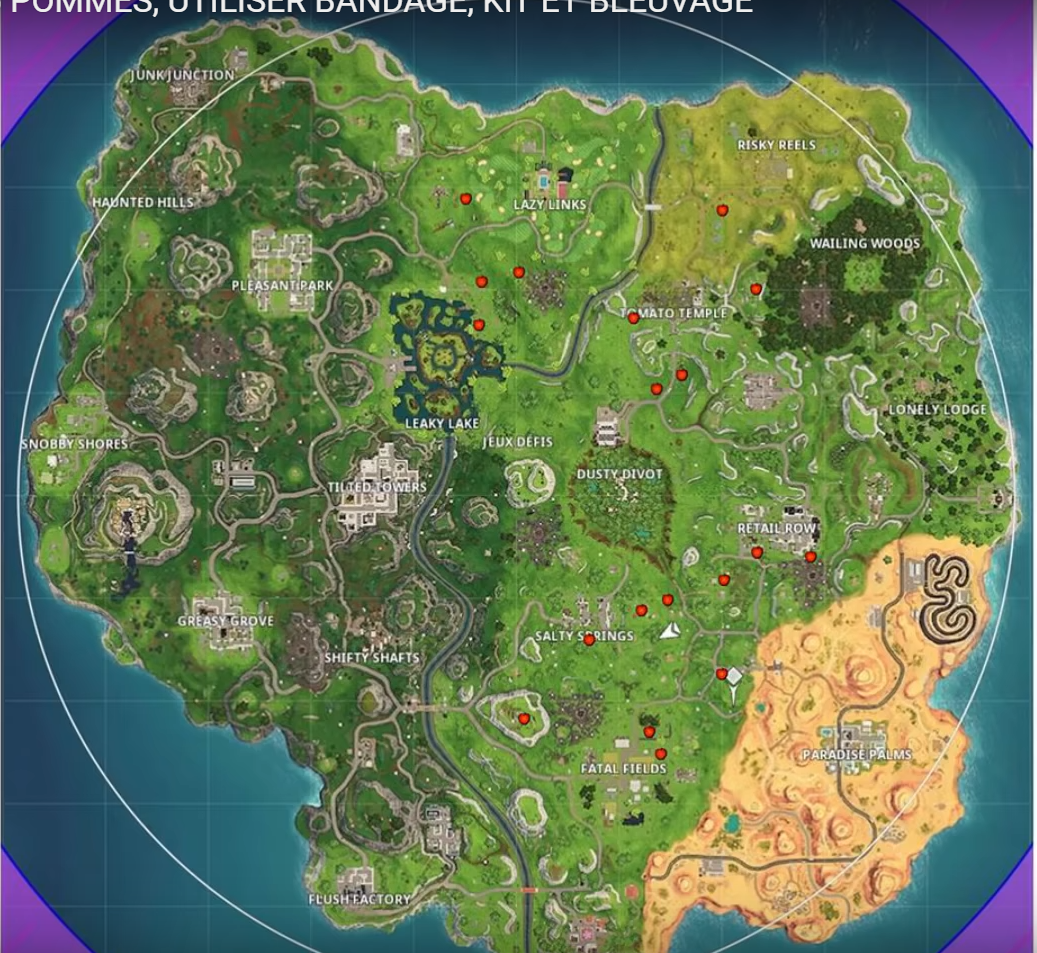 POMMES, UTILISER BANDAGE, KIT ET BLEUVAGE
JUNK JUNCTION
RISKY REELS
HAUNTED HILLS
LAZY LINKS
WAILING WOODS
PLEASANT PARK
TOMATO TEMPLE
LONELY LODGE
LEAKY LAKE
SNOBBY SHORES
JEUX DÉFIS
DUSTY DIVOT
TILTED TOWERS
RETAIL ROW
GREASY GROVE
SALTY SPRINGS
SHIFTY SHAFTS
PARADISE PALMS
FATAL FIELDS
FLUSH FACTORY